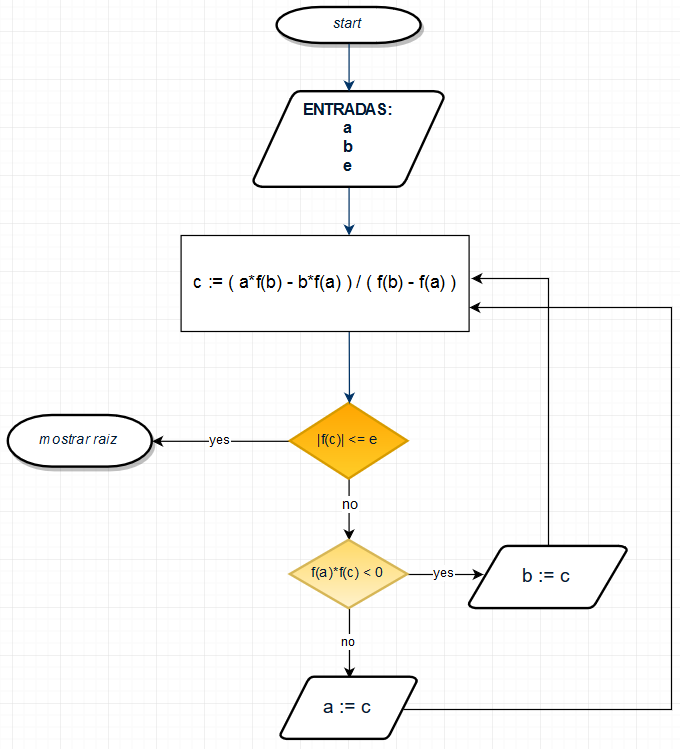 start
ENTRADAS:
a
b
e
c := ( a*f(b) - b*f(a) ) / ( f(b) - f(a) )
|f(c)| <= e
yes
mostrar raiz
no
f(a)*f(c) < 0
yes
b := c
no
a := c